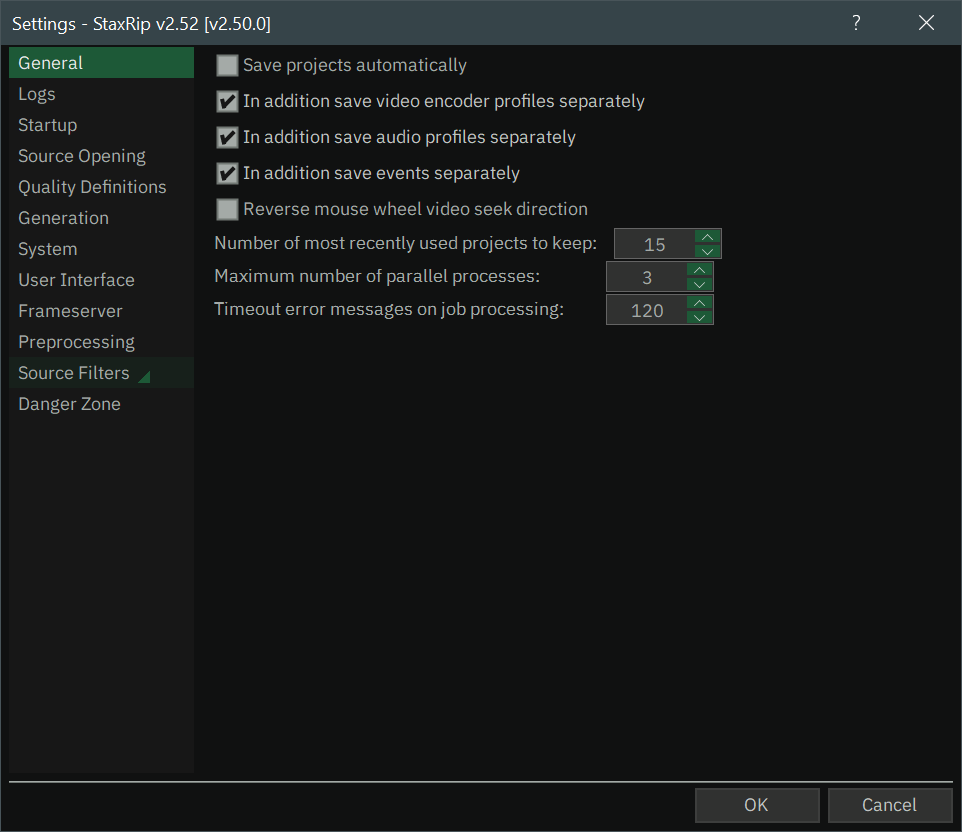 Settings - StaxRip v2.52 [v2.50.0] ?
General
Logs
Startup
Source Opening
Quality Definitions
Generation
System
User Interface
Frameserver
Preprocessing
Source Filters
Danger Zone
Save projects automatically
In addition save video encoder profiles separately
In addition save audio profiles separately
In addition save events separately
Reverse mouse wheel video seek direction
Number of most recently used projects to keep: 15
Maximum number of parallel processes: 3
Timeout error messages on job processing: 120
OK Cancel